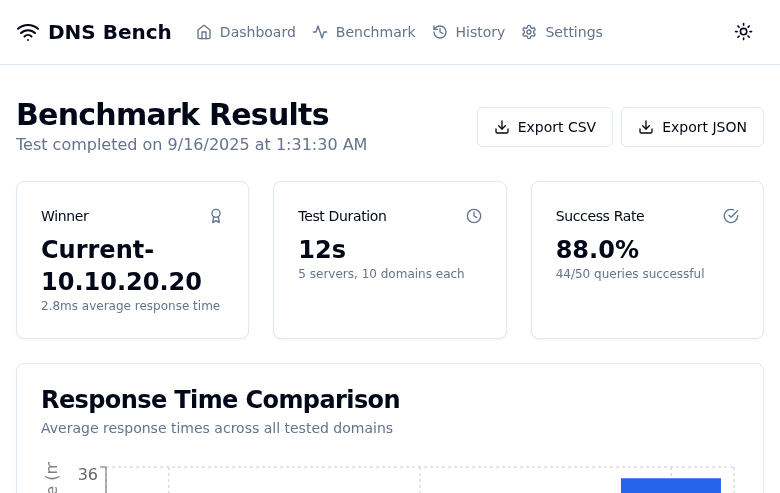 DNS Bench
Dashboard
Benchmark
History
Settings
Benchmark Results
Test completed on 9/16/2025 at 1:31:30 AM
Export CSV
Export JSON
Winner
Current-
10.10.20.20
2.8ms average response time
Test Duration
12s
5 servers, 10 domains each
Success Rate
88.0%
44/50 queries successful
Response Time Comparison
Average response times across all tested domains
36